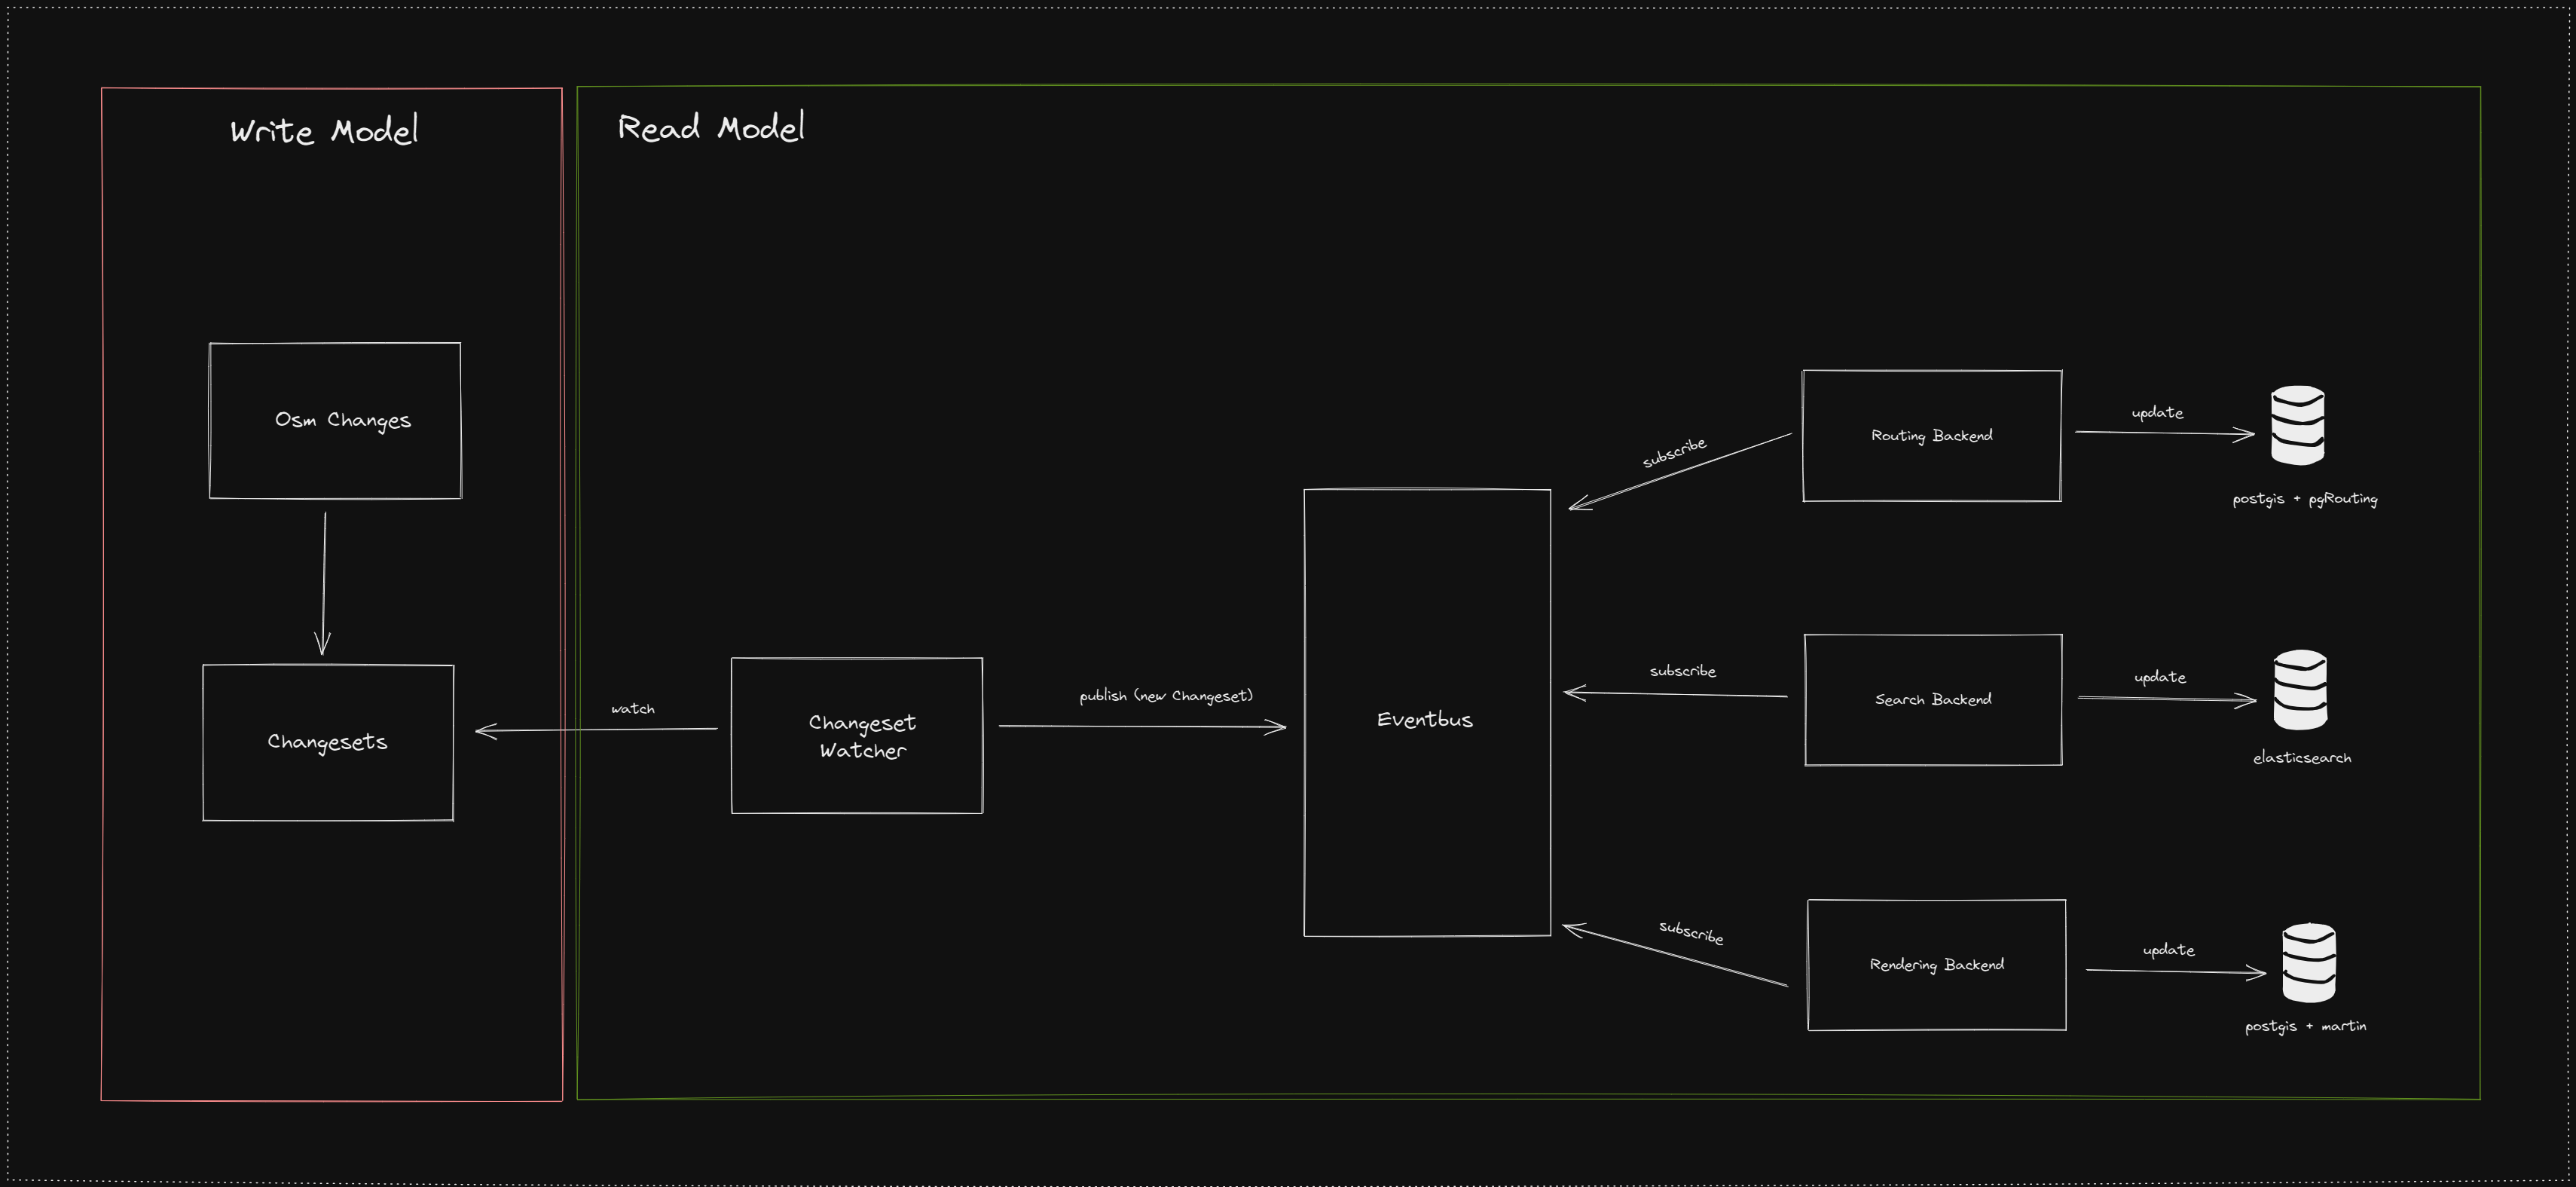 Write Model
Read Model
Osm Changes
Changesets
watch
Changeset
Watcher
publish (new Changeset)
Eventbus
subscribe
Routing Backend
update
postgis + pgRouting
subscribe
Search Backend
update
elasticsearch
subscribe
Rendering Backend
update
postgis + martin